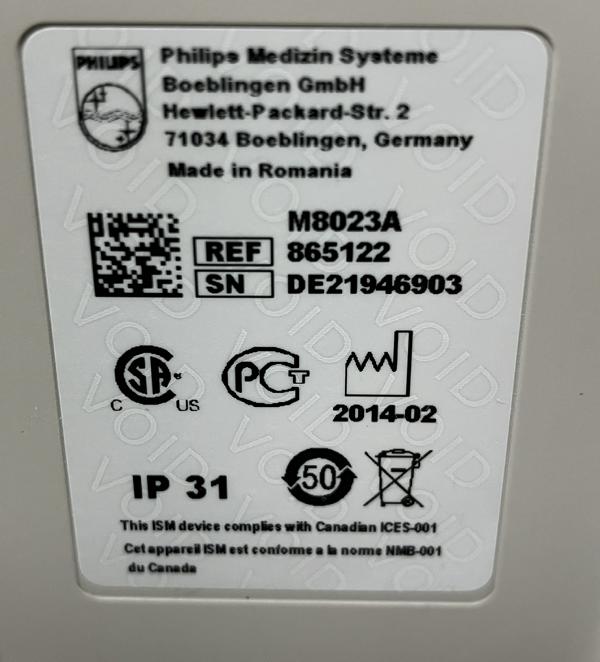 PHILIPS
Philips Medizin Systeme
Boeblingen GmbH
Hewlett-Packard-Str. 2
71034 Boeblingen, Germany
Made in Romania
M8023A
REF 865122
SN DE21946903
CSA
C US
PCT
2014-02
IP 31
50
This ISM device complies with Canadian ICES-001
Cet appareil ISM est conforme a la norme NMB-001
du Canada
VOID